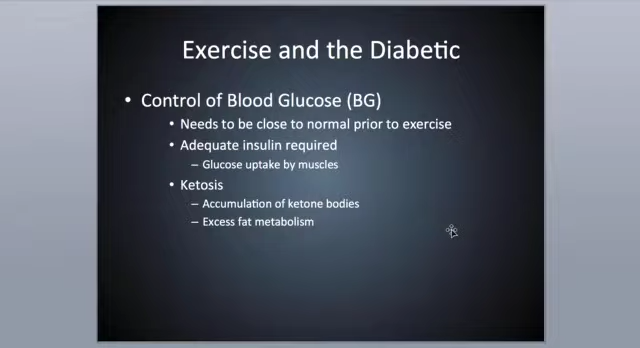 Exercise and the Diabetic
• Control of Blood Glucose (BG)
• Needs to be close to normal prior to exercise
• Adequate insulin required
– Glucose uptake by muscles
• Ketosis
– Accumulation of ketone bodies
– Excess fat metabolism